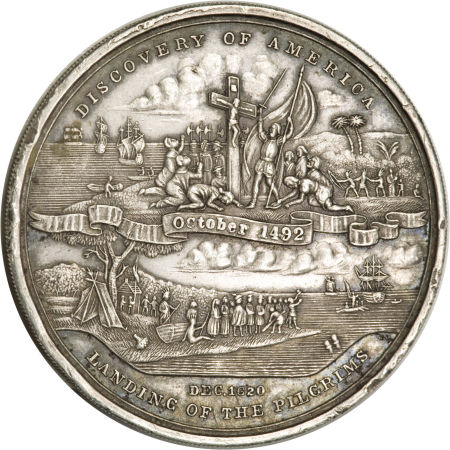 DISCOVERY OF AMERICA
October 1492
DEC. 1620
LANDING OF THE PILGRIMS